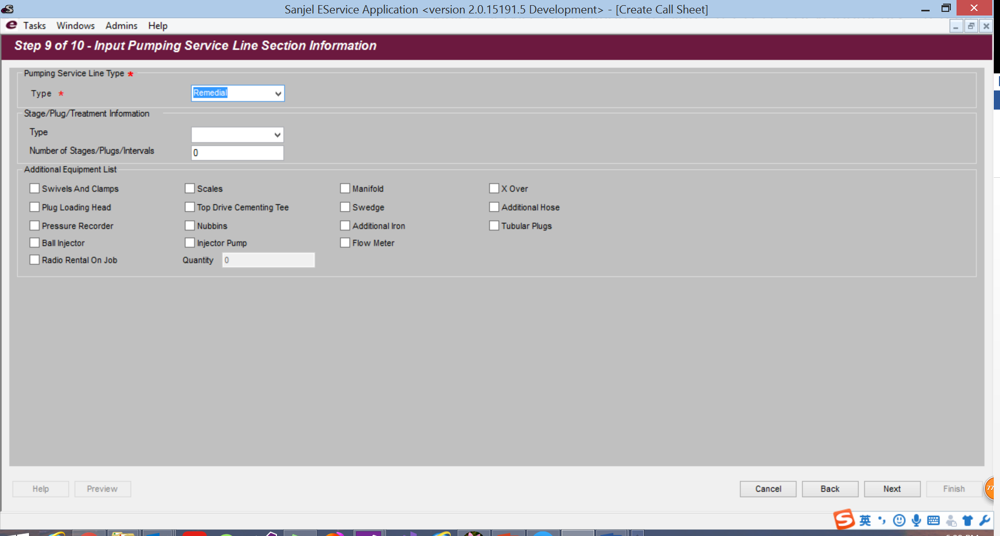 Sanjel EService Application <version 2.0.15191.5 Development> - [Create Call Sheet]
Tasks Windows Admins Help
Step 9 of 10 - Input Pumping Service Line Section Information
Pumping Service Line Type *
Type * Remedial
Stage/Plug/Treatment Information
Type
Number of Stages/Plugs/Intervals 0
Additional Equipment List
Swivels And Clamps Scales Manifold X Over
Plug Loading Head Top Drive Cementing Tee Swedge Additional Hose
Pressure Recorder Nubbins Additional Iron Tubular Plugs
Ball Injector Injector Pump Flow Meter
Radio Rental On Job Quantity 0
Help Preview Cancel Back Next Finish
77
英